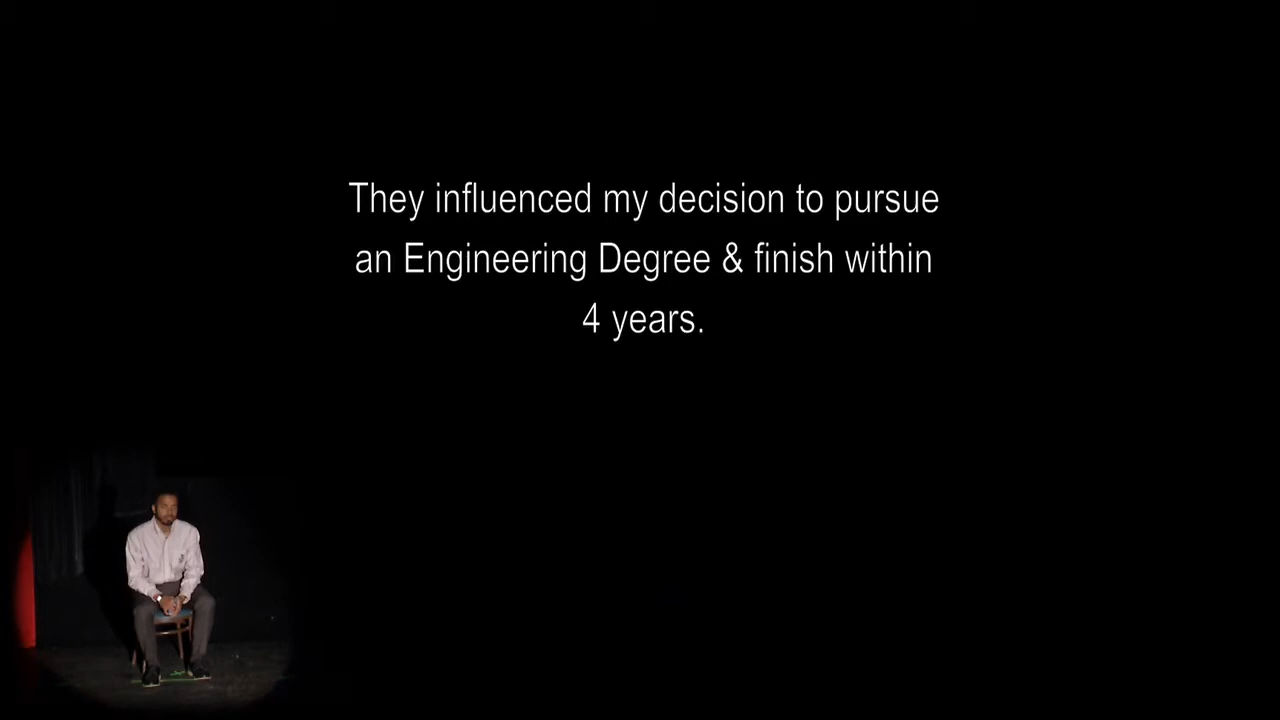 They influenced my decision to pursue
an Engineering Degree & finish within
4 years.